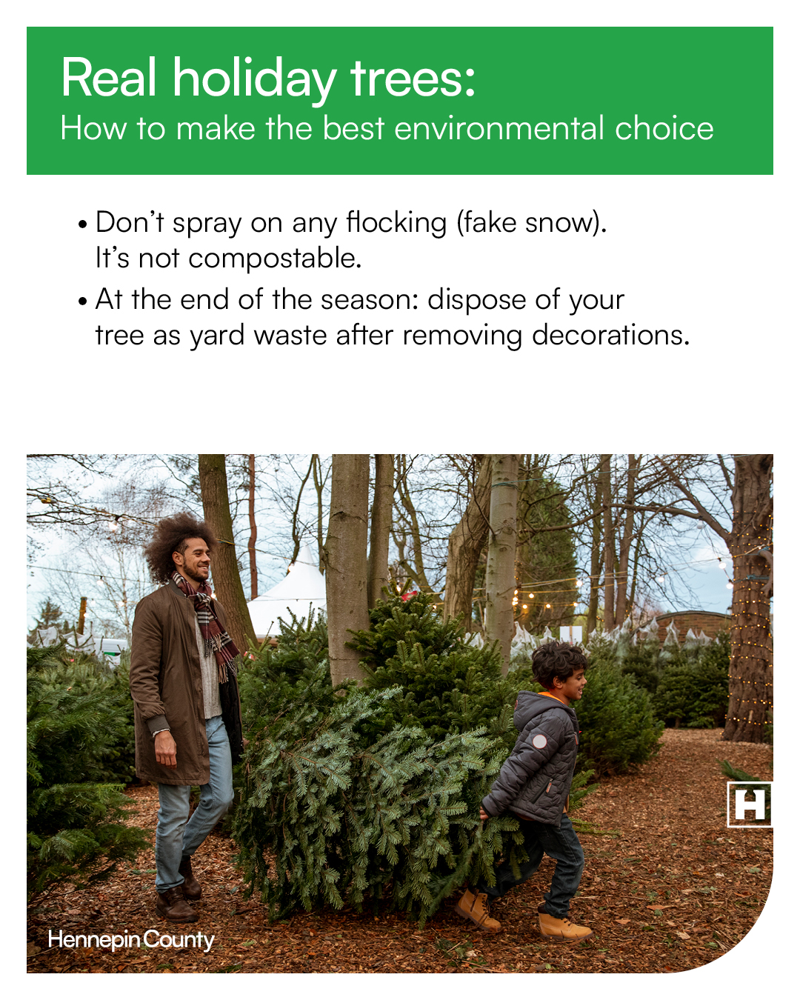 Real holiday trees:
How to make the best environmental choice
• Don’t spray on any flocking (fake snow).
It’s not compostable.
• At the end of the season: dispose of your
tree as yard waste after removing decorations.
H
Hennepin County